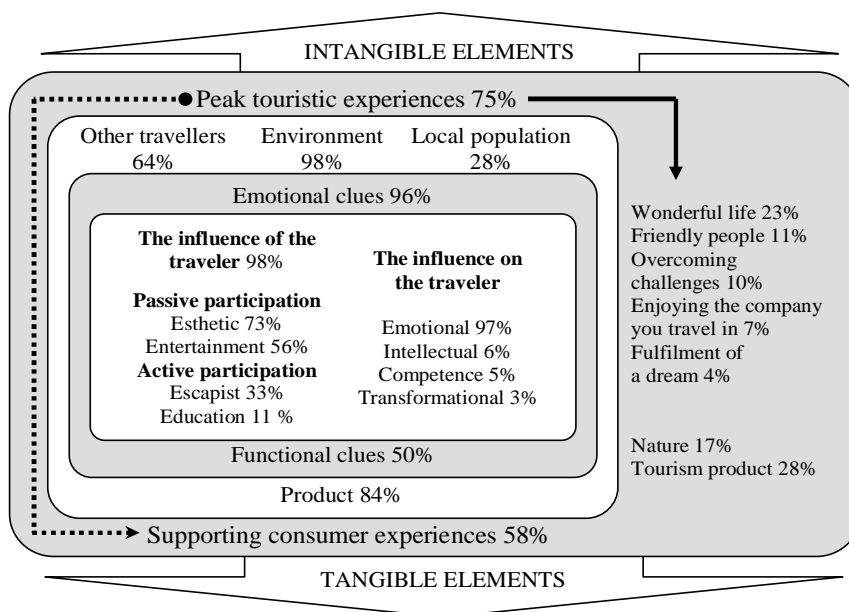 INTANGIBLE ELEMENTS
Peak touristic experiences 75%
Other travellers
64%
Environment
98%
Local population
28%
Emotional clues 96%
The influence of the
traveler 98%
Passive participation
Esthetic 73%
Entertainment 56%
Active participation
Escapist 33%
Education 11 %
The influence on
the traveler
Emotional 97%
Intellectual 6%
Competence 5%
Transformational 3%
Functional clues 50%
Product 84%
Supporting consumer experiences 58%
Wonderful life 23%
Friendly people 11%
Overcoming
challenges 10%
Enjoying the company
you travel in 7%
Fulfilment of
a dream 4%
Nature 17%
Tourism product 28%
TANGIBLE ELEMENTS